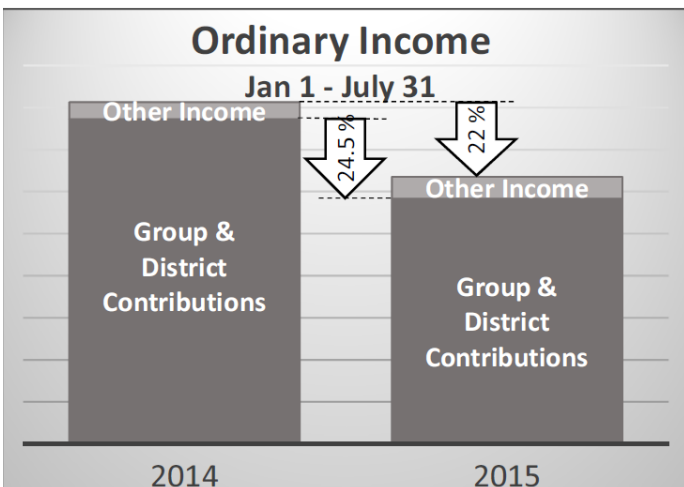 Ordinary Income
Jan 1 - July 31
Other Income
24.5 %
22 %
Other Income
Group &
District
Contributions
Group &
District
Contributions
2014
2015